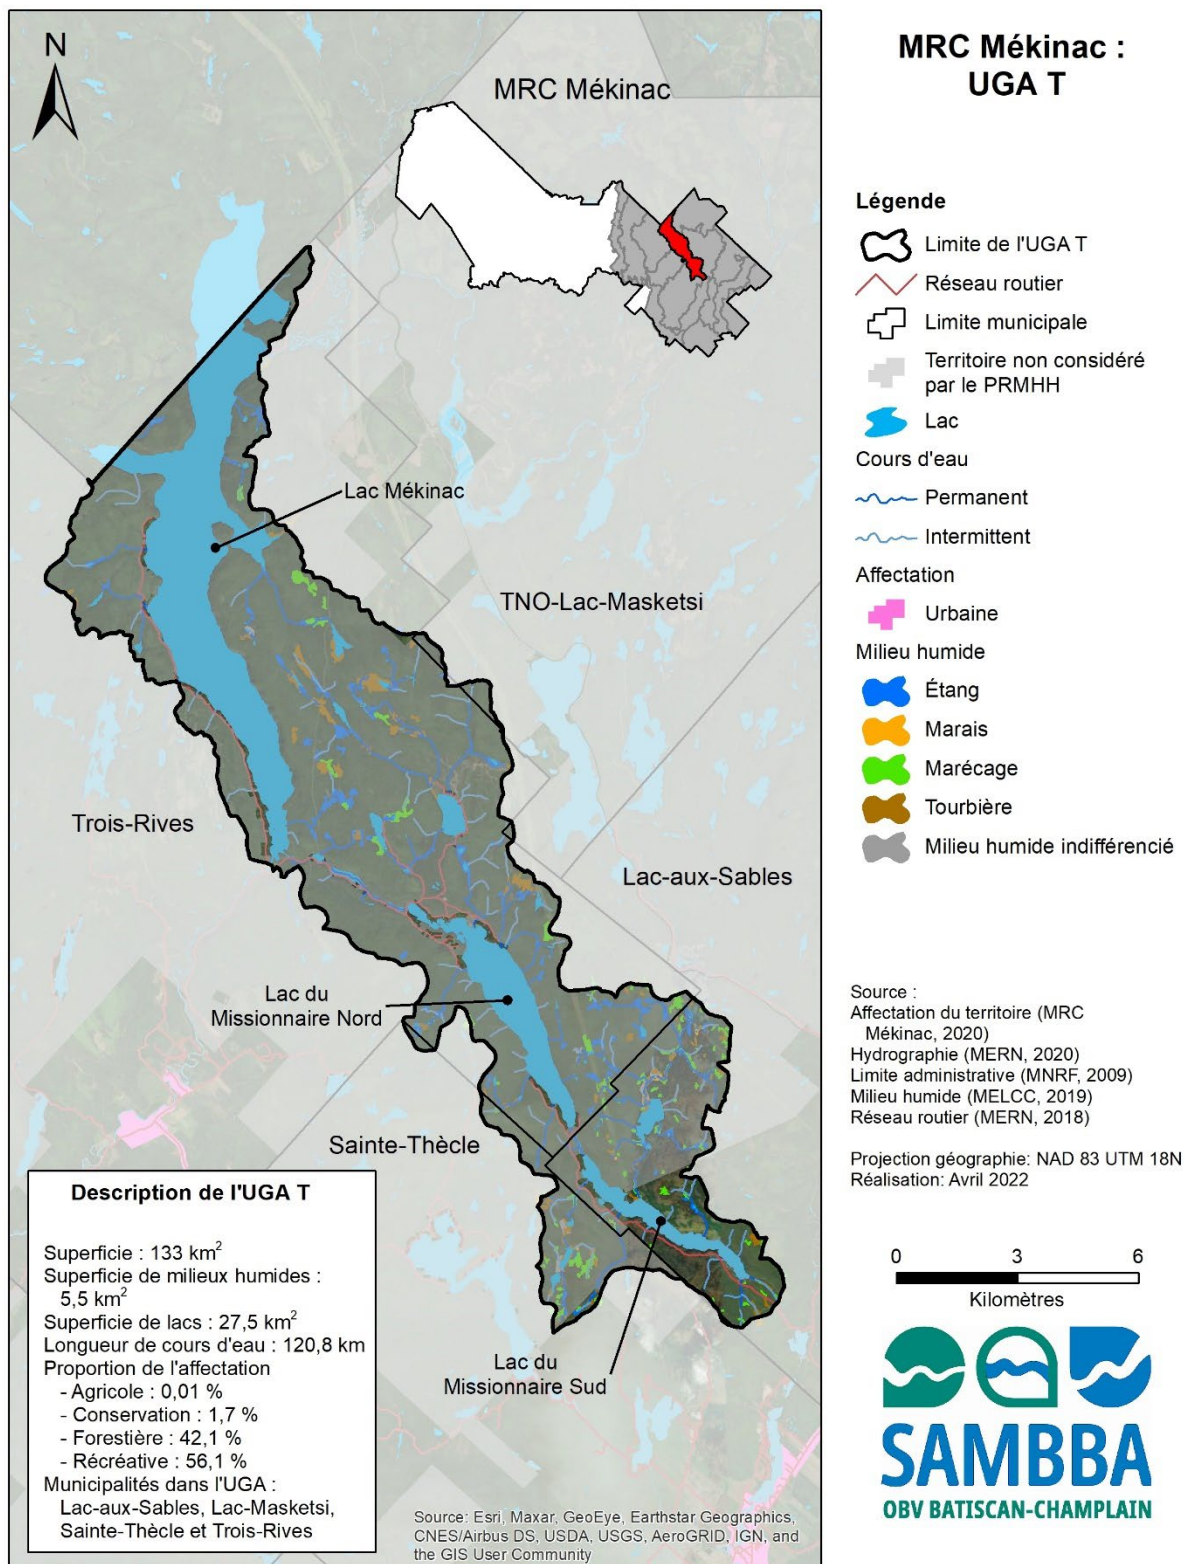 N
MRC Mékinac
Lac Mékinac
TNO-Lac-Masketsi
Trois-Rives
Lac-aux-Sables
Lac du
Missionnaire Nord
Sainte-Thècle
Lac du
Missionnaire Sud
Description de l'UGA T
Superficie : 133 km²
Superficie de milieux humides :
5,5 km²
Superficie de lacs : 27,5 km²
Longueur de cours d'eau : 120,8 km
Proportion de l'affectation
- Agricole : 0,01 %
- Conservation : 1,7 %
- Forestière : 42,1 %
- Récréative : 56,1 %
Municipalités dans l'UGA :
Lac-aux-Sables, Lac-Masketsi,
Sainte-Thècle et Trois-Rives
Source: Esri, Maxar, GeoEye, Earthstar Geographics,
CNES/Airbus DS, USDA, USGS, AeroGRID, IGN, and
the GIS User Community
MRC Mékinac :
UGA T
Légende
Limite de l'UGA T
Réseau routier
Limite municipale
Territoire non considéré
par le PRMHH
Lac
Cours d'eau
Permanent
Intermittent
Affectation
Urbaine
Milieu humide
Étang
Marais
Marécage
Tourbière
Milieu humide indifférencié
Source :
Affectation du territoire (MRC
Mékinac, 2020)
Hydrographie (MERN, 2020)
Limite administrative (MNRF, 2009)
Milieu humide (MELCC, 2019)
Réseau routier (MERN, 2018)
Projection géographie: NAD 83 UTM 18N
Réalisation: Avril 2022
0 3 6
Kilomètres
SAMBBA
OBV BATISCAN-CHAMPLAIN